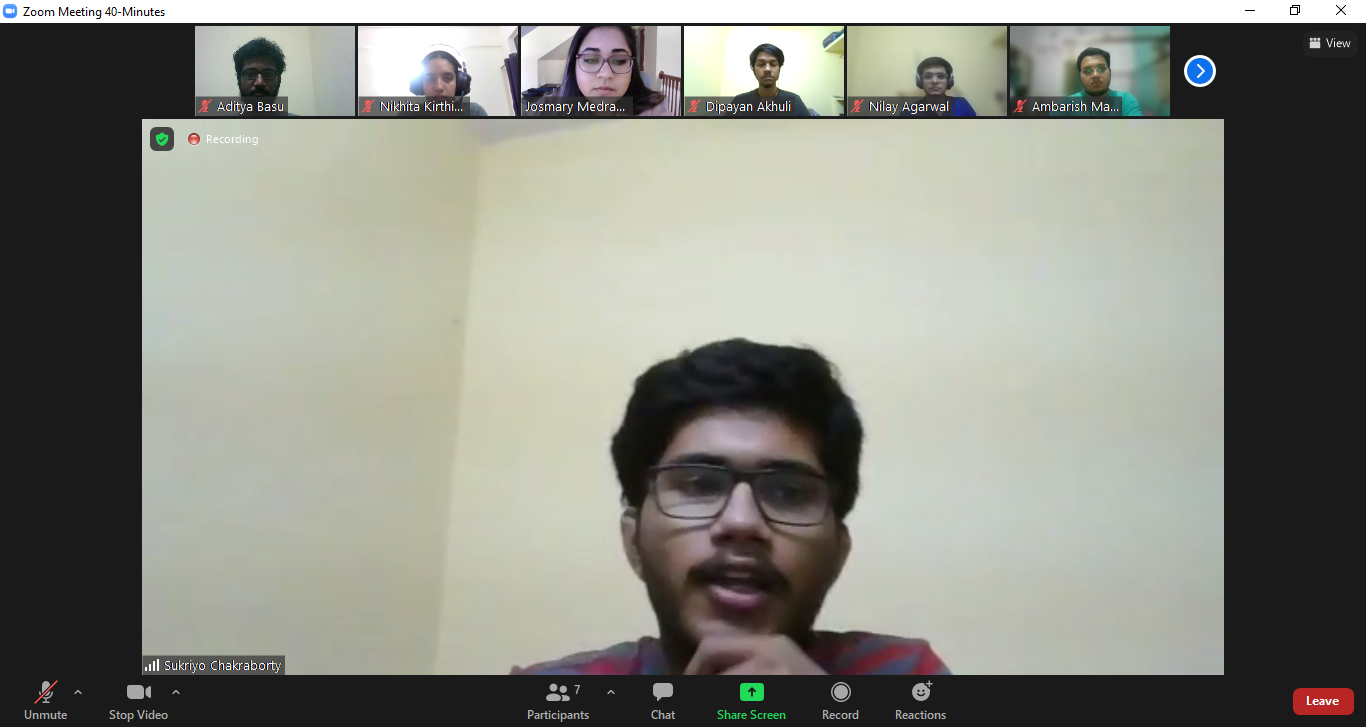 Zoom Meeting 40-Minutes
View
Aditya Basu
Nikhita Kirthi...
Josmary Medra...
Dipayan Akhuli
Nilay Agarwal
Ambarish Ma...
Recording
Sukriyo Chakraborty
7
Unmute
Stop Video
Participants
Chat
Share Screen
Record
Reactions
Leave